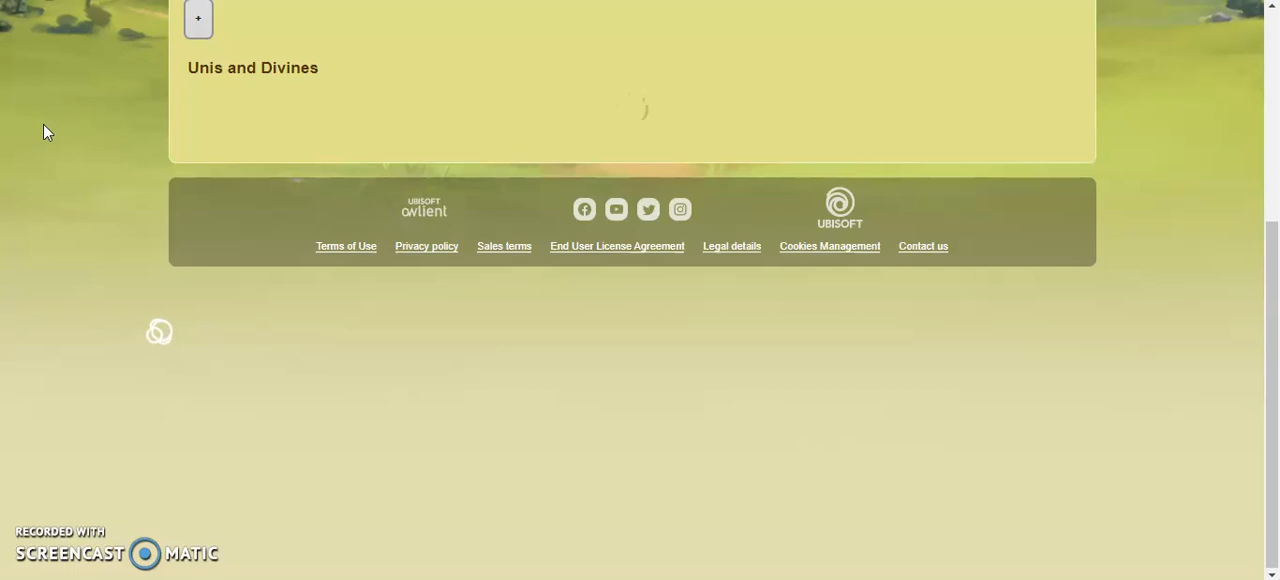 +
Unis and Divines
UBISOFT
owlient
UBISOFT
Terms of Use Privacy policy Sales terms End User License Agreement Legal details Cookies Management Contact us
RECORDED WITH
SCREENCAST MATIC